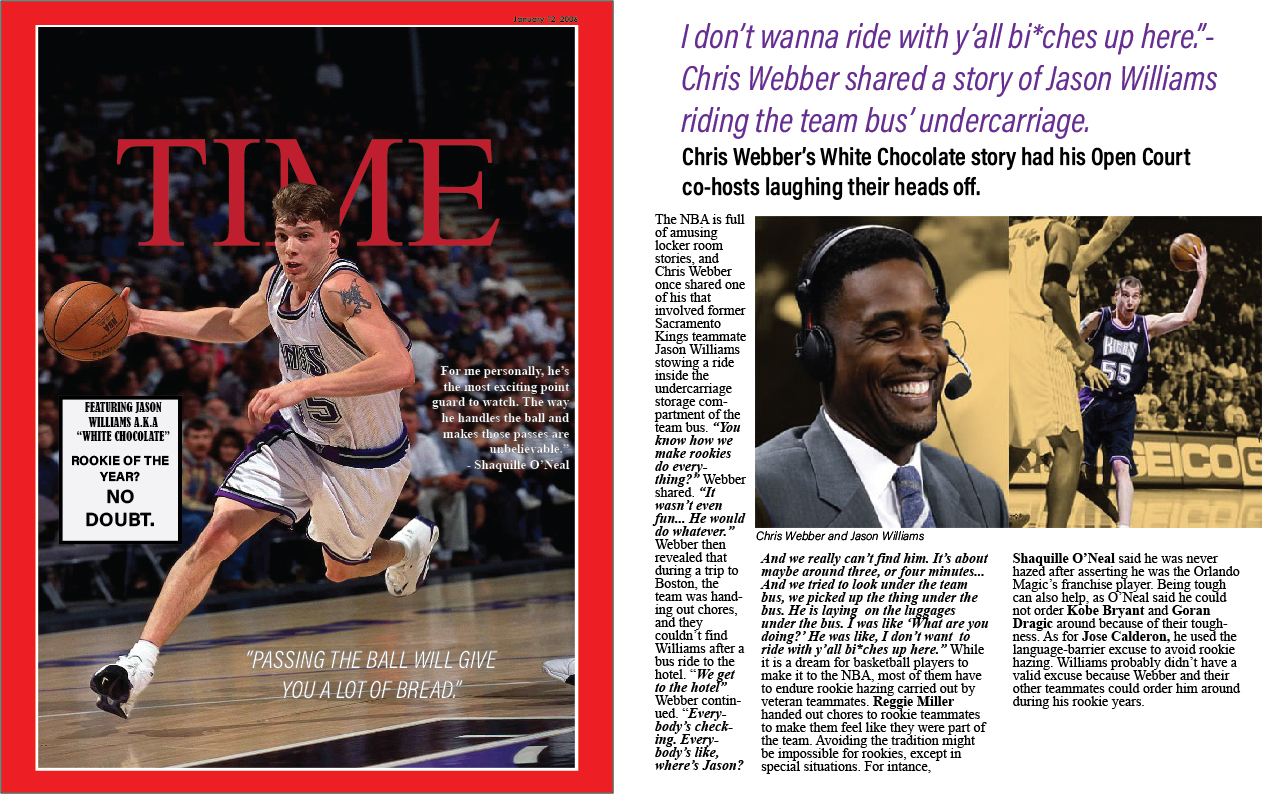 January 12, 2006
TIME
For me personally, he's
the most exciting point
guard to watch. The way
he handles the ball and
makes those passes are
unbelievable."
- Shaquille O'Neal
FEATURING JASON
WILLIAMS A.K.A
"WHITE CHOCOLATE"
ROOKIE OF THE
YEAR?
NO
DOUBT.
"PASSING THE BALL WILL GIVE
YOU A LOT OF BREAD."
I don't wanna ride with y'all bi*ches up here."-
Chris Webber shared a story of Jason Williams
riding the team bus' undercarriage.
Chris Webber's White Chocolate story had his Open Court
co-hosts laughing their heads off.
The NBA is full
of amusing
locker room
stories, and
Chris Webber
once shared one
of his that
involved former
Sacramento
Kings teammate
Jason Williams
stowing a ride
inside the
undercarriage
storage com-
partment of the
team bus. "You
know how we
make rookies
do every-
thing?" Webber
shared. "It
wasn't even
fun... He would
do whatever."
Webber then
revealed that
during a trip to
Boston, the
team was hand-
ing out chores,
and they
couldn't find
Williams after a
bus ride to the
hotel. "We get
to the hotel"
Webber contin-
ued. "Every-
body's check-
ing. Every-
body's like,
where's Jason?
KINGS
55
GEICO
Chris Webber and Jason Williams
And we really can't find him. It's about
maybe around three, or four minutes...
And we tried to look under the team
bus, we picked up the thing under the
bus. He is laying on the luggages
under the bus. I was like 'What are you
doing?' He was like, I don't want to
ride with y'all bi*ches up here." While
it is a dream for basketball players to
make it to the NBA, most of them have
to endure rookie hazing carried out by
veteran teammates. Reggie Miller
handed out chores to rookie teammates
to make them feel like they were part of
the team. Avoiding the tradition might
be impossible for rookies, except in
special situations. For intance,
Shaquille O'Neal said he was never
hazed after asserting he was the Orlando
Magic's franchise player. Being tough
can also help, as O'Neal said he could
not order Kobe Bryant and Goran
Dragic around because of their tough-
ness. As for Jose Calderon, he used the
language-barrier excuse to avoid rookie
hazing. Williams probably didn't have a
valid excuse because Webber and their
other teammates could order him around
during his rookie years.